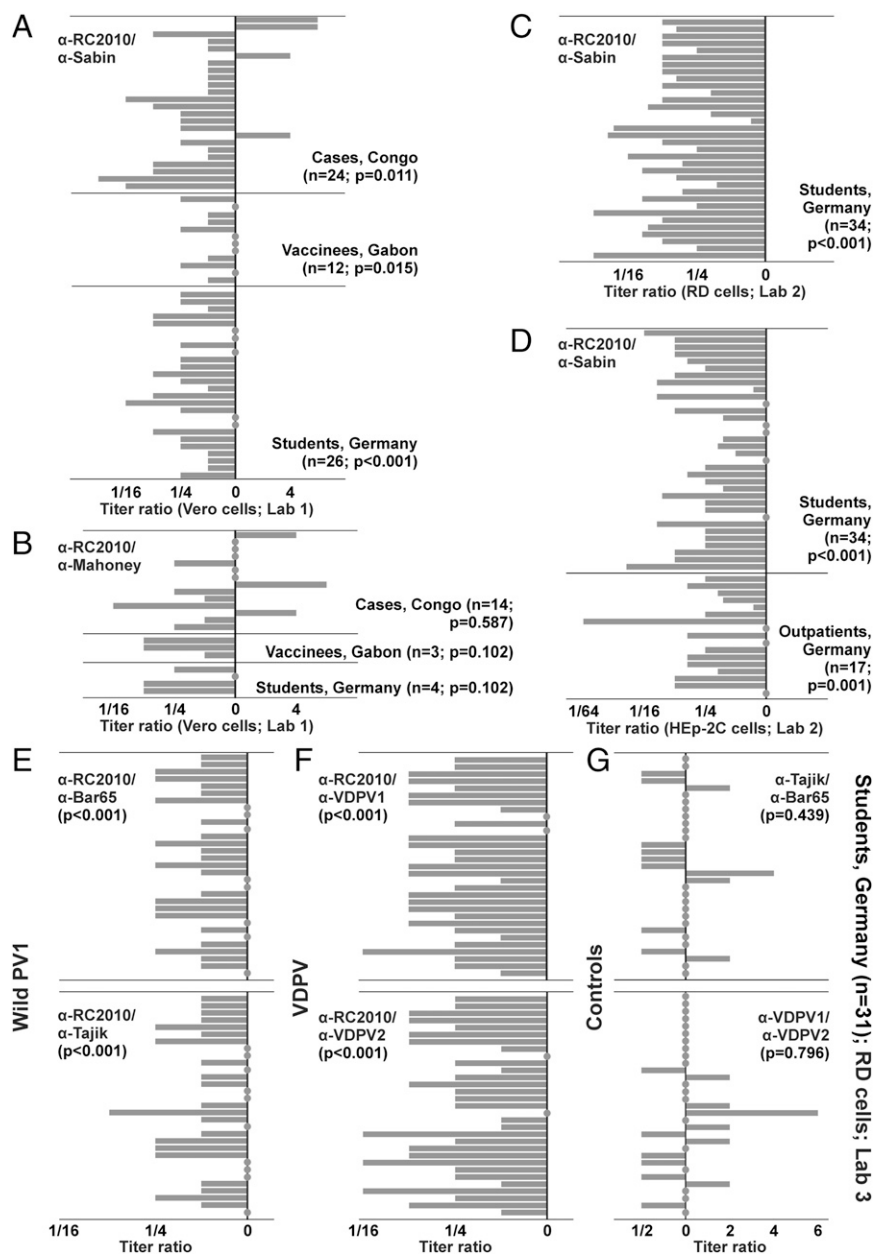 A
α-RC2010/
α-Sabin
Cases, Congo
(n=24; p=0.011)
Vaccinees, Gabon
(n=12; p=0.015)
Students, Germany
(n=26; p<0.001)
1/16 1/4 0 4
Titer ratio (Vero cells; Lab 1)
B
α-RC2010/
α-Mahoney
Cases, Congo (n=14;
p=0.587)
Vaccinees, Gabon (n=3; p=0.102)
Students, Germany (n=4; p=0.102)
1/16 1/4 0 4
Titer ratio (Vero cells; Lab 1)
C
α-RC2010/
α-Sabin
Students,
Germany
(n=34;
p<0.001)
1/16 1/4 0
Titer ratio (RD cells; Lab 2)
D
α-RC2010/
α-Sabin
Students,
Germany
(n=34;
p<0.001)
Outpatients,
Germany
(n=17;
p=0.001)
1/64 1/16 1/4 0
Titer ratio (HEp-2C cells; Lab 2)
E
Wild PV1
α-RC2010/
α-Bar65
(p<0.001)
α-RC2010/
α-Tajik
(p<0.001)
1/16 1/4 0
Titer ratio
F
VDPV
α-RC2010/
α-VDPV1
(p<0.001)
α-RC2010/
α-VDPV2
(p<0.001)
1/16 1/4 0
Titer ratio
G
Controls
α-Tajik/
α-Bar65
(p=0.439)
α-VDPV1/
α-VDPV2
(p=0.796)
1/2 0 2 4 6
Titer ratio
Students, Germany (n=31); RD cells; Lab 3